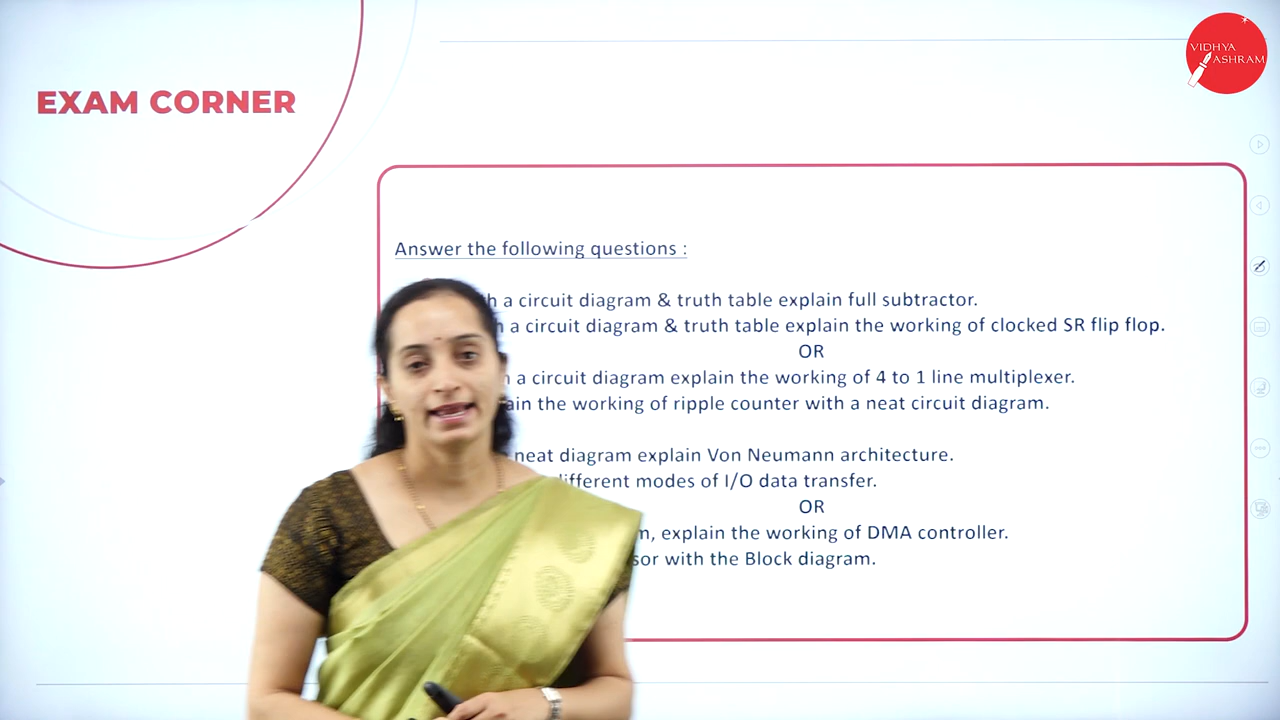 VIDHYA
ASHRAM
EXAM CORNER
Answer the following questions :
a circuit diagram & truth table explain full subtractor.
a circuit diagram & truth table explain the working of clocked SR flip flop.
OR
a circuit diagram explain the working of 4 to 1 line multiplexer.
the working of ripple counter with a neat circuit diagram.
neat diagram explain Von Neumann architecture.
modes of I/O data transfer.
OR
explain the working of DMA controller.
with the Block diagram.